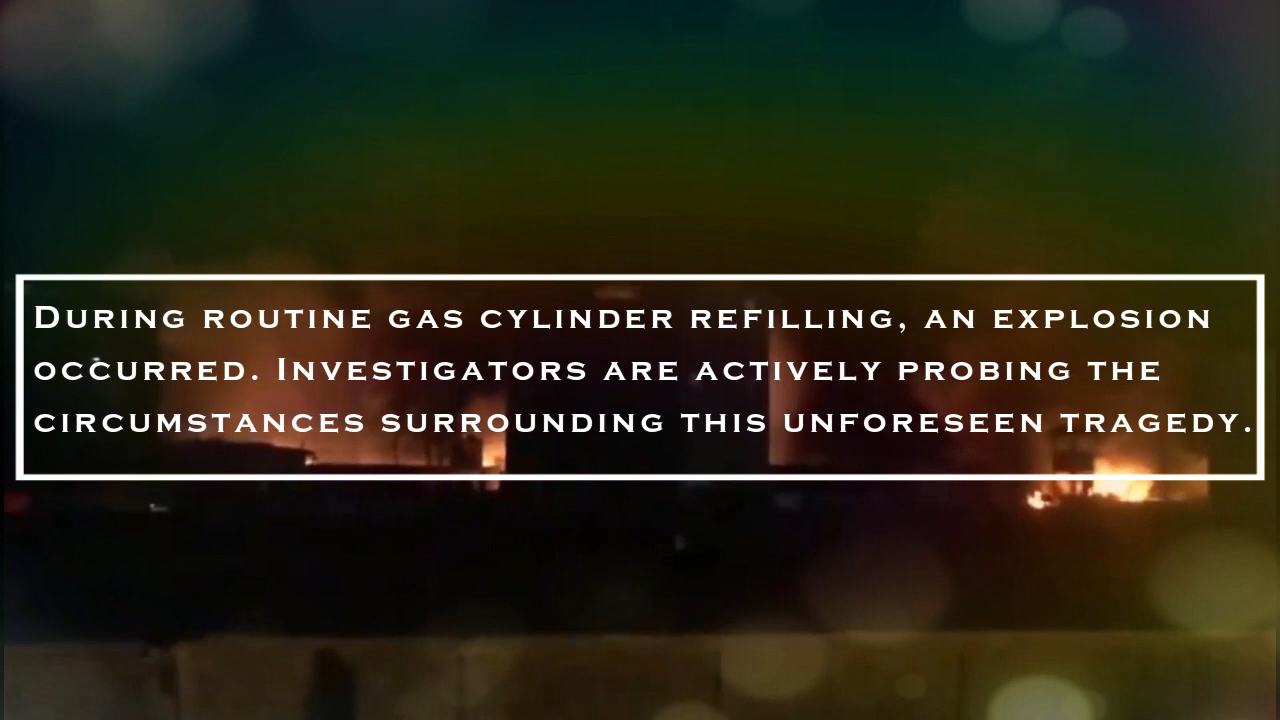 During routine gas cylinder refilling, an explosion
occurred. Investigators are actively probing the
circumstances surrounding this unforeseen tragedy.